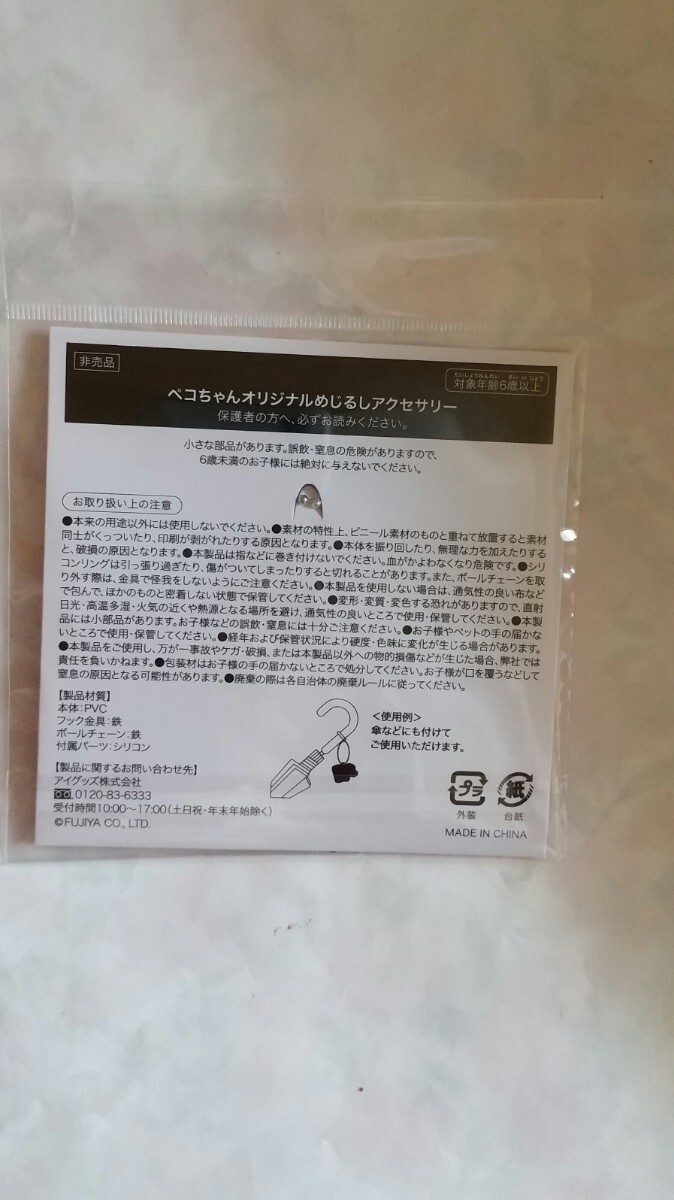 非売品
たいしょうねんれい さい いじょう
対象年齢6歳以上
ペコちゃんオリジナルめじるしアクセサリー
保護者の方へ、必ずお読みください。
小さな部品があります。誤飲・窒息の危険がありますので、
6歳未満のお子様には絶対に与えないでください。
お取り扱い上の注意
●本来の用途以外には使用しないでください。●素材の特性上、ビニール素材のものと重ねて放置すると素材
同士がくっついたり、印刷が剥がれたりする原因となります。●本体を振り回したり、無理な力を加えたりする
と、破損の原因となります。●本製品は指などに巻き付けないでください。血がかよわなくなり危険です。●シリ
コンリングは引っ張り過ぎたり、傷がついてしまったりすると切れることがあります。また、ボールチェーンを取
り外す際は、金具で怪我をしないようにご注意ください。●本製品を使用しない場合は、通気性の良い布など
で包んで、ほかのものと密着しない状態で保管してください。●変形・変質・変色する恐れがありますので、直射
日光・高温多湿・火気の近くや熱源となる場所を避け、通気性の良いところで使用・保管してください。●本製
品には小部品があります。お子様などの誤飲・窒息には十分ご注意ください。●お子様やペットの手の届かな
いところで使用・保管してください。●経年および保管状況により硬度・色味に変化が生じる場合があります。
●本製品をご使用し、万が一事故やケガ・破損、または本製品以外への物的損傷などが生じた場合、弊社では
責任を負いかねます。●包装材はお子様の手の届かないところで処分してください。お子様が口を覆うなどして
窒息の原因となる可能性があります。●廃棄の際は各自治体の廃棄ルールに従ってください。
【製品材質】
本体:PVC
フック金具:鉄
ボールチェーン:鉄
付属パーツ:シリコン
<使用例>
傘などにも付けて
ご使用いただけます。
【製品に関するお問い合わせ先】
アイグッズ株式会社
0120-83-6333
受付時間10:00〜17:00(土日祝・年末年始除く)
©FUJIYA CO., LTD.
プラ
外装
紙
台紙
MADE IN CHINA